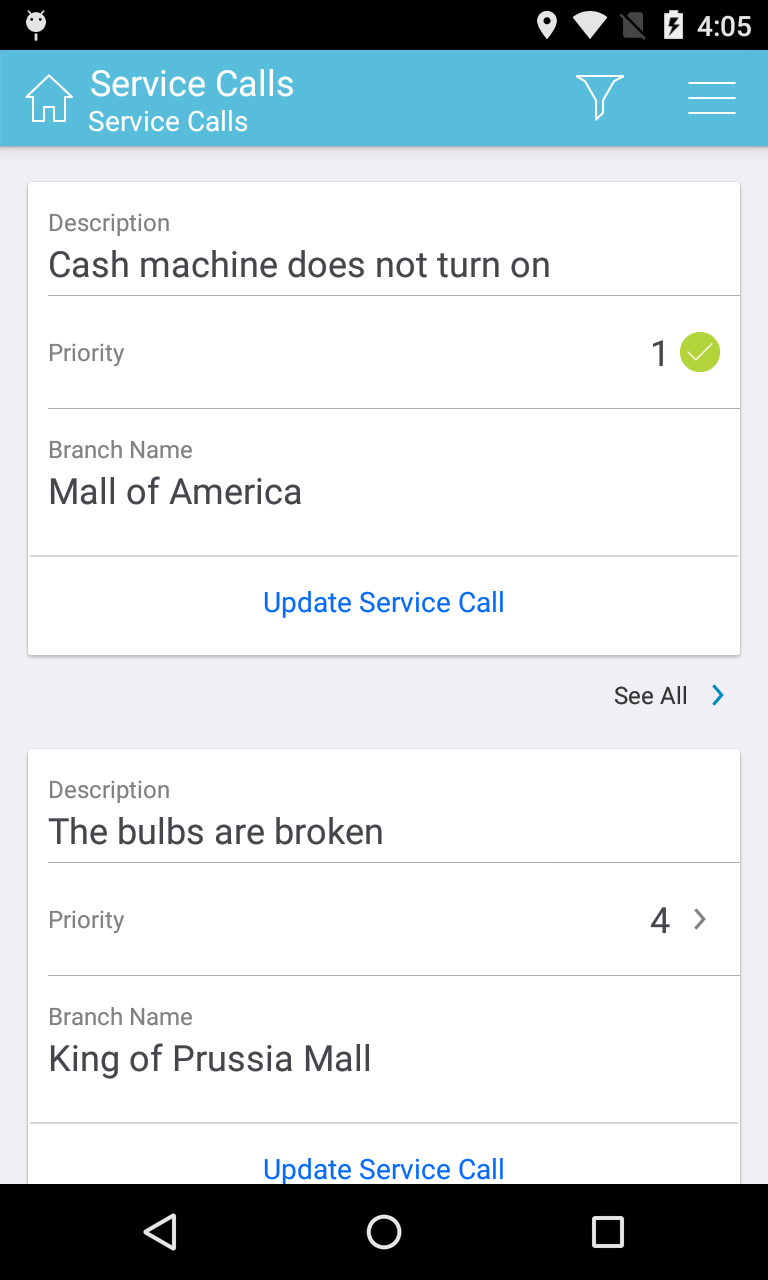 4:05
Service Calls
Service Calls
Description
Cash machine does not turn on
Priority
1
Branch Name
Mall of America
Update Service Call
See All
Description
The bulbs are broken
Priority
4
Branch Name
King of Prussia Mall
Update Service Call